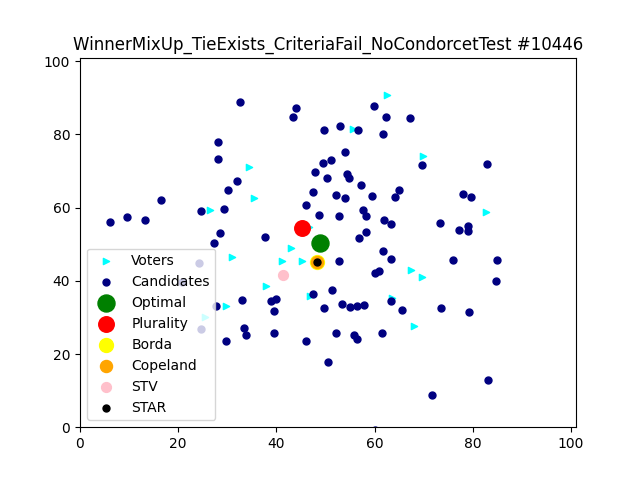 WinnerMixUp_TieExists_CriteriaFail_NoCondorcetTest #10446
100
80
60
40
20
0
Voters
Candidates
Optimal
Plurality
Borda
Copeland
STV
STAR
0 20 40 60 80 100